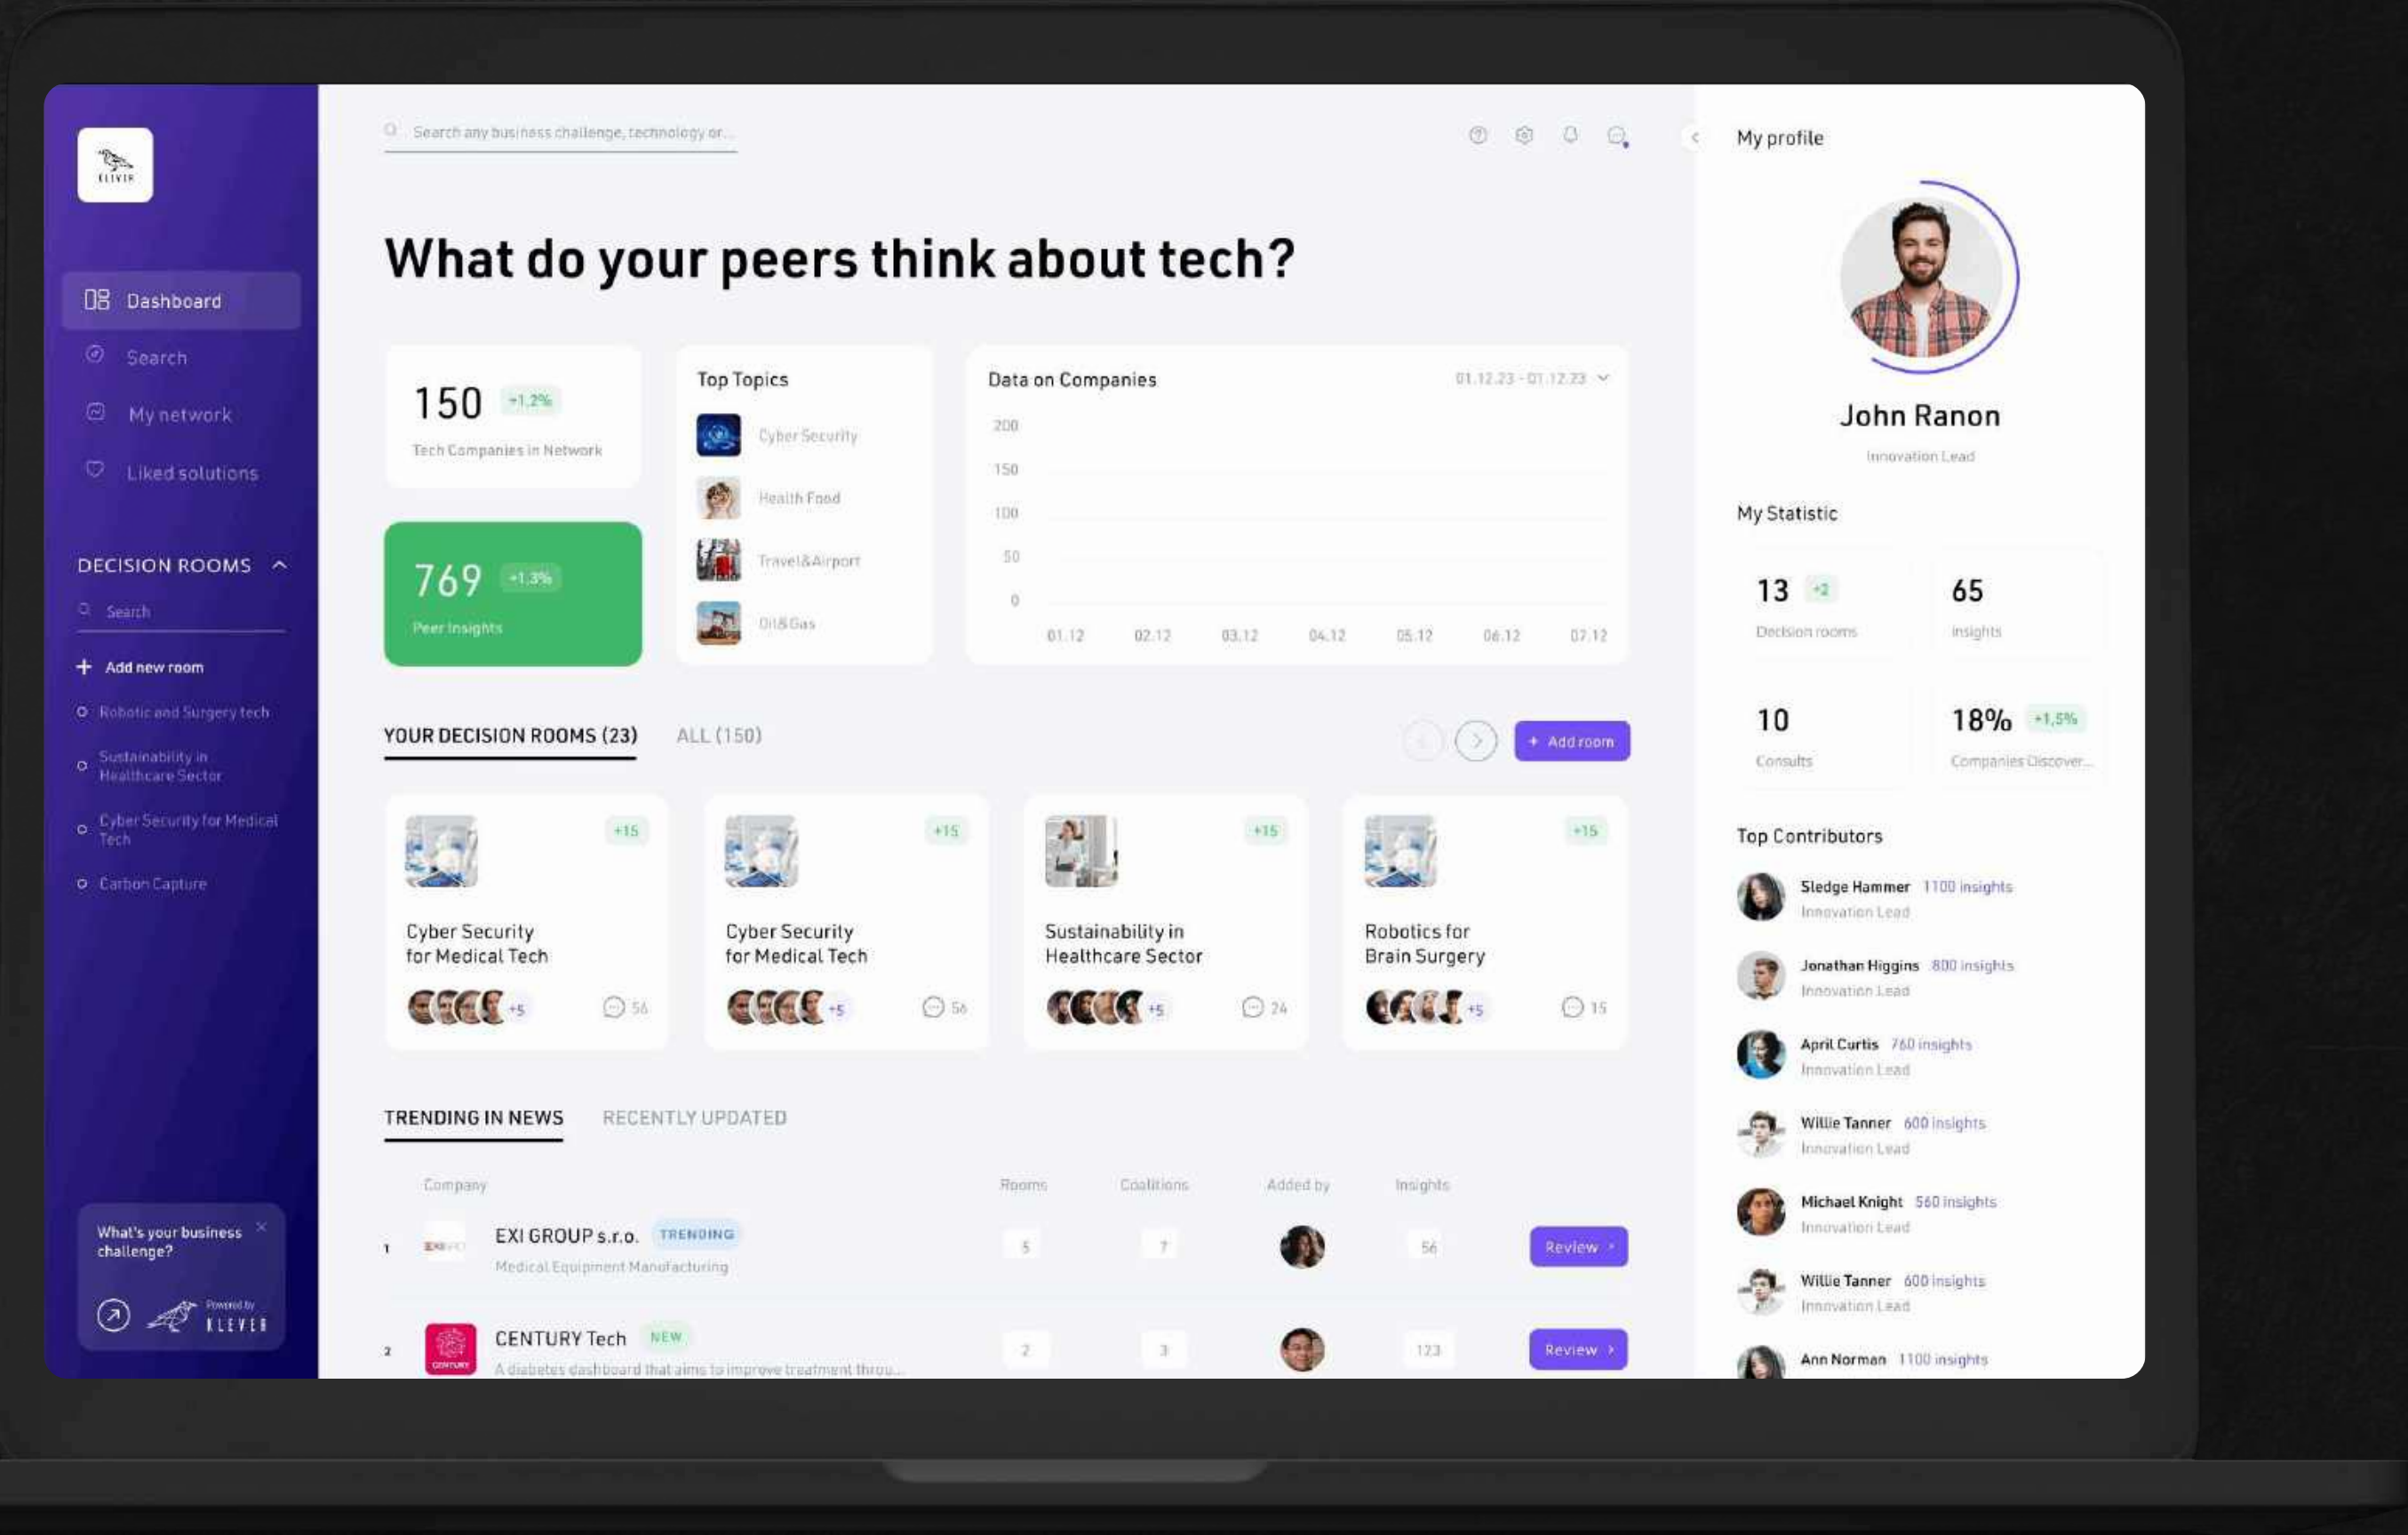 KLEVER
Dashboard
Search
My network
Liked solutions
DECISION ROOMS
Search
+ Add new room
Robotic and Surgery tech
Sustainability in
Healthcare Sector
Cyber Security for Medical
Tech
Carbon Capture
What's your business
challenge?
Powered by
KLEVER
Search any business challenge, technology or...
What do your peers think about tech?
150 +1,2%
Tech Companies in Network
769 +1,3%
Peer Insights
Top Topics
Cyber Security
Health Food
Travel&Airport
Oil&Gas
Data on Companies
01.12.23 - 01.12.23
200
150
100
50
0
01.12 02.12 03.12 04.12 05.12 06.12 07.12
YOUR DECISION ROOMS (23) ALL (150)
+ Add room
+15
Cyber Security
for Medical Tech
+5 56
+15
Cyber Security
for Medical Tech
+5 56
+15
Sustainability in
Healthcare Sector
+5 24
+15
Robotics for
Brain Surgery
+5 15
TRENDING IN NEWS RECENTLY UPDATED
Company Rooms Coalitions Added by Insights
1 EXI GROUP s.r.o. TRENDING 5 7 56 Review
Medical Equipment Manufacturing
2 CENTURY CENTURY Tech NEW 2 3 123 Review
A diabetes dashboard that aims to improve treatment throu...
My profile
John Ranon
Innovation Lead
My Statistic
13 +2
Decision rooms
65
insights
10
Consults
18% +1,5%
Companies Discover...
Top Contributors
Sledge Hammer 1100 insights
Innovation Lead
Jonathan Higgins 800 insights
Innovation Lead
April Curtis 760 insights
Innovation Lead
Willie Tanner 600 insights
Innovation Lead
Michael Knight 560 insights
Innovation Lead
Willie Tanner 600 insights
Innovation Lead
Ann Norman 1100 insights